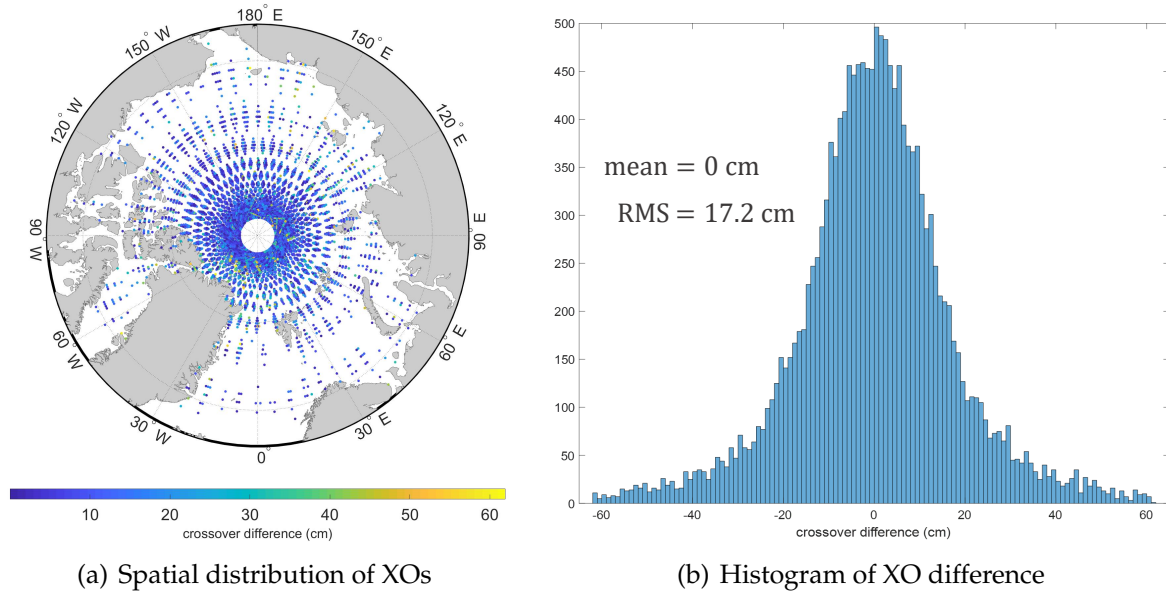 180° E
150° W
150° E
120° W
120° E
90° W
90° E
60° W
60° E
30° W
30° E
0°
10 20 30 40 50 60
crossover difference (cm)
(a) Spatial distribution of XOs
500
450
400
350
300
250
200
150
100
50
0
mean = 0 cm
RMS = 17.2 cm
-60 -40 -20 0 20 40 60
crossover difference (cm)
(b) Histogram of XO difference